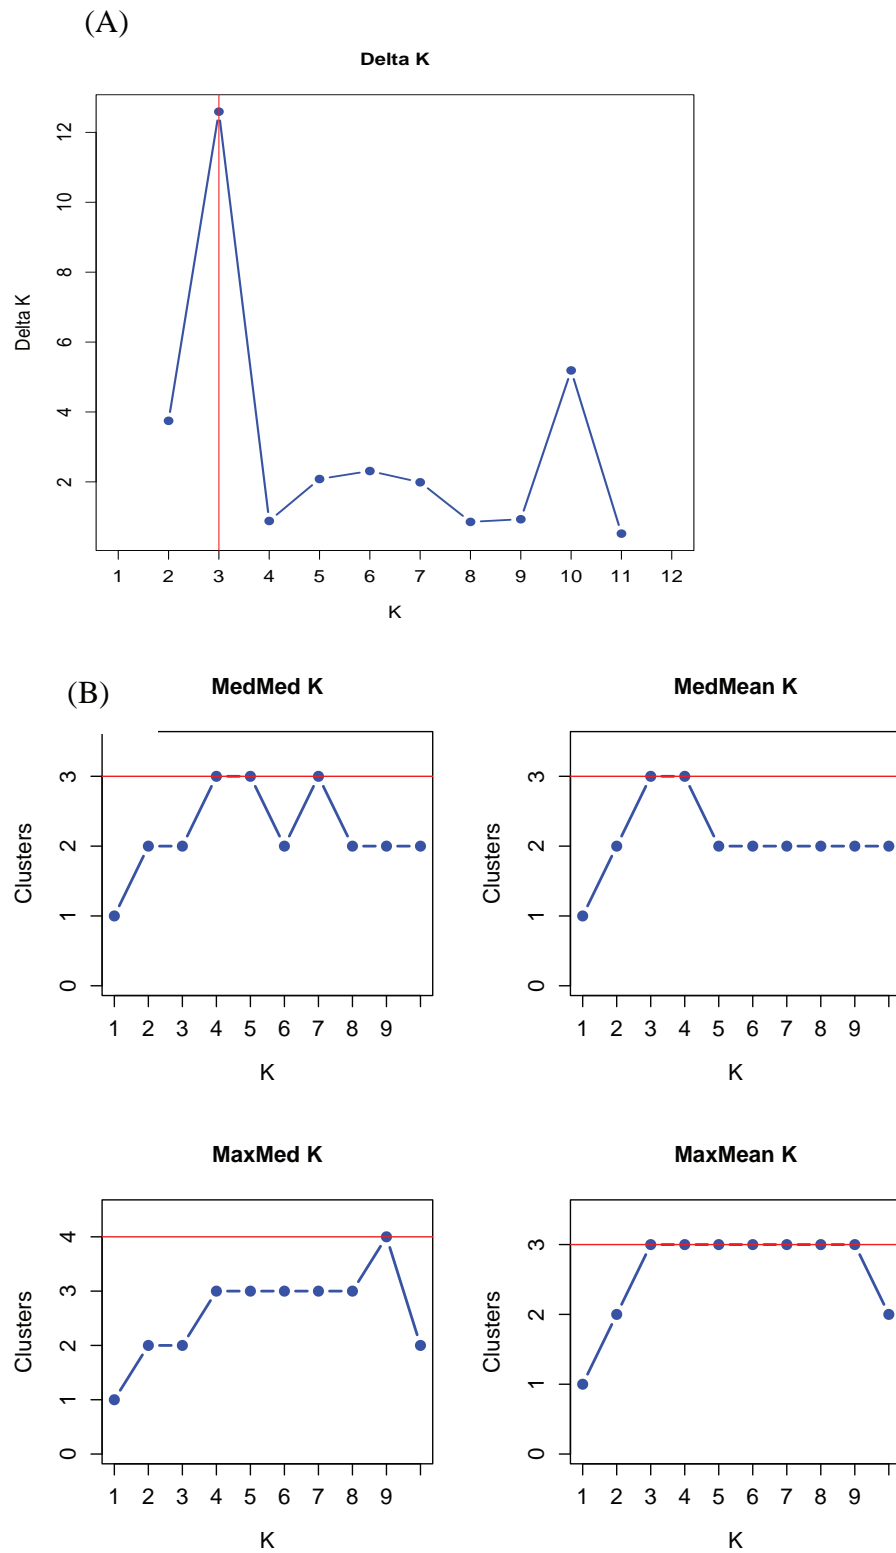 (A)
Delta K
Delta K
12
10
8
6
4
2
1 2 3 4 5 6 7 8 9 10 11 12
K
(B)
MedMed K
MedMean K
Clusters
3
2
1
0
1 2 3 4 5 6 7 8 9
K
Clusters
3
2
1
0
1 2 3 4 5 6 7 8 9
K
MaxMed K
MaxMean K
Clusters
4
3
2
1
0
1 2 3 4 5 6 7 8 9
K
Clusters
3
2
1
0
1 2 3 4 5 6 7 8 9
K